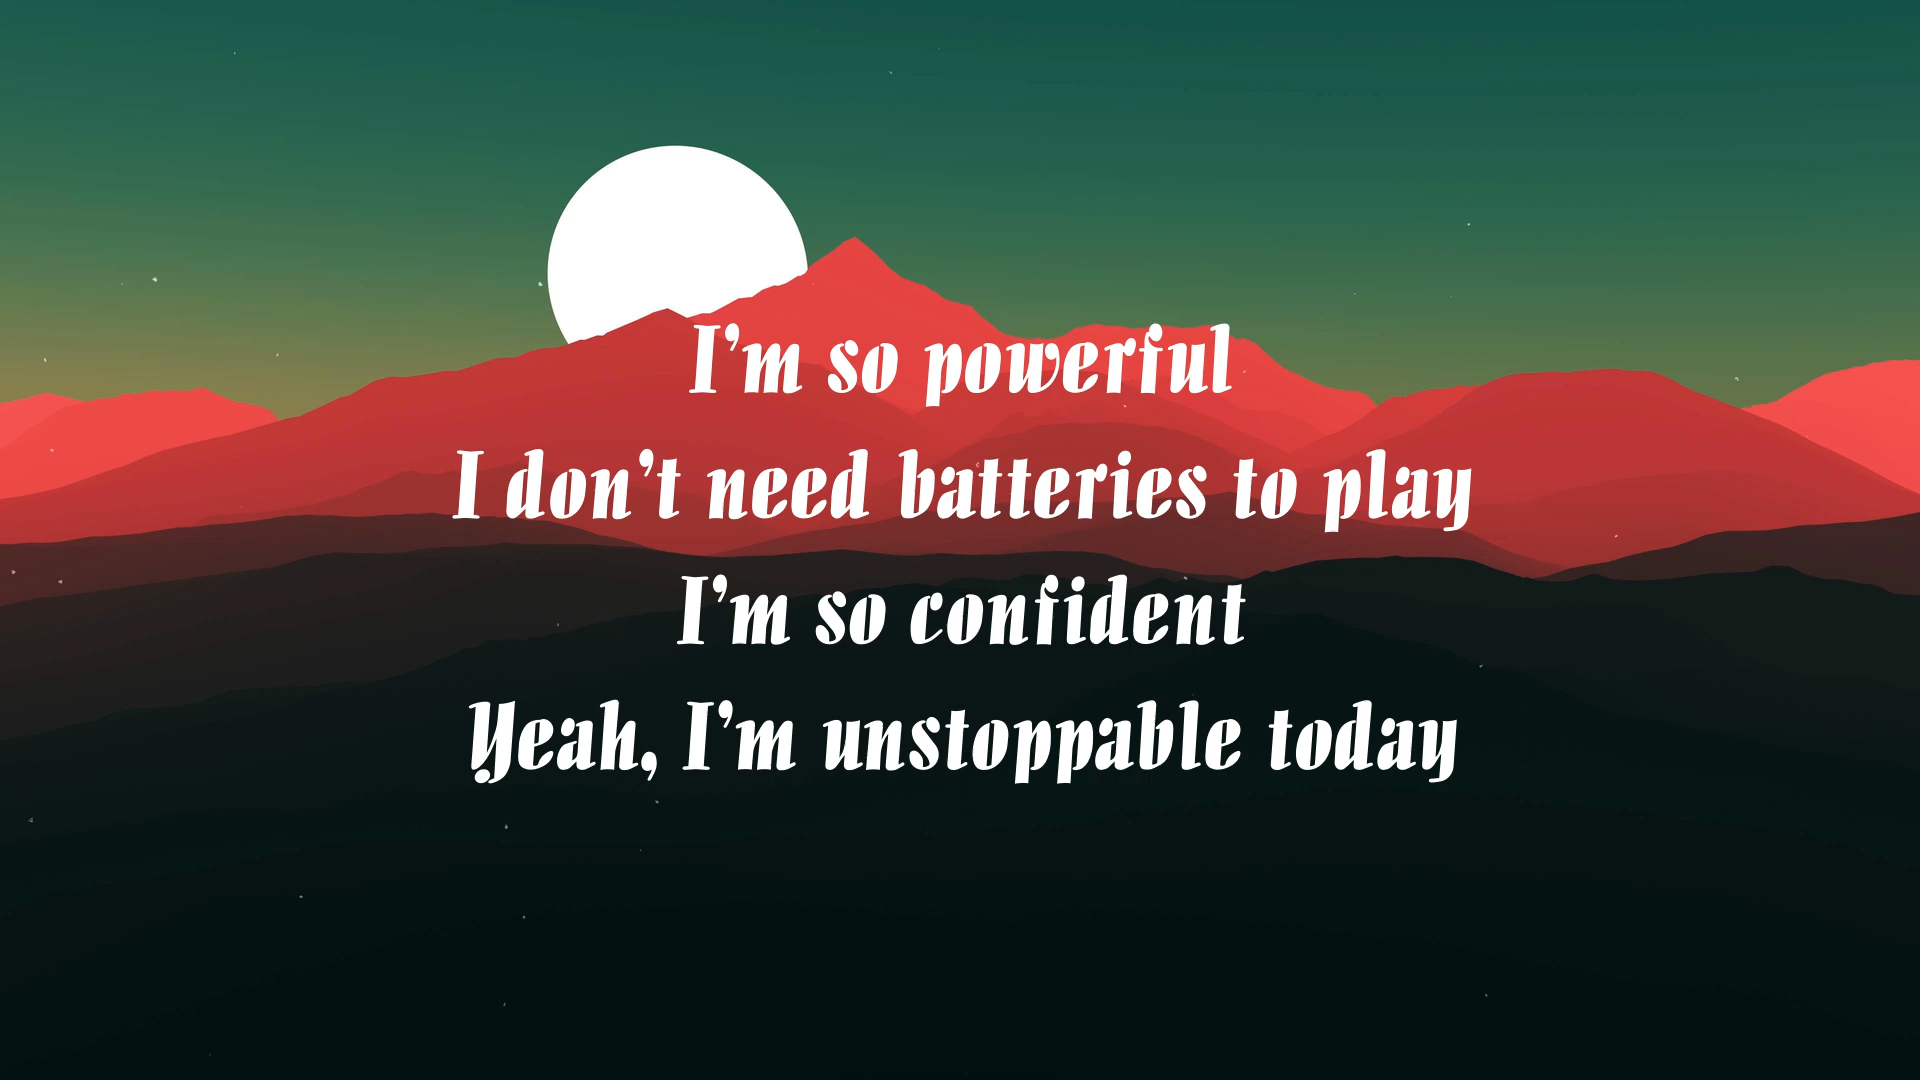 I’m so powerful
I don’t need batteries to play
I’m so confident
Yeah, I’m unstoppable today